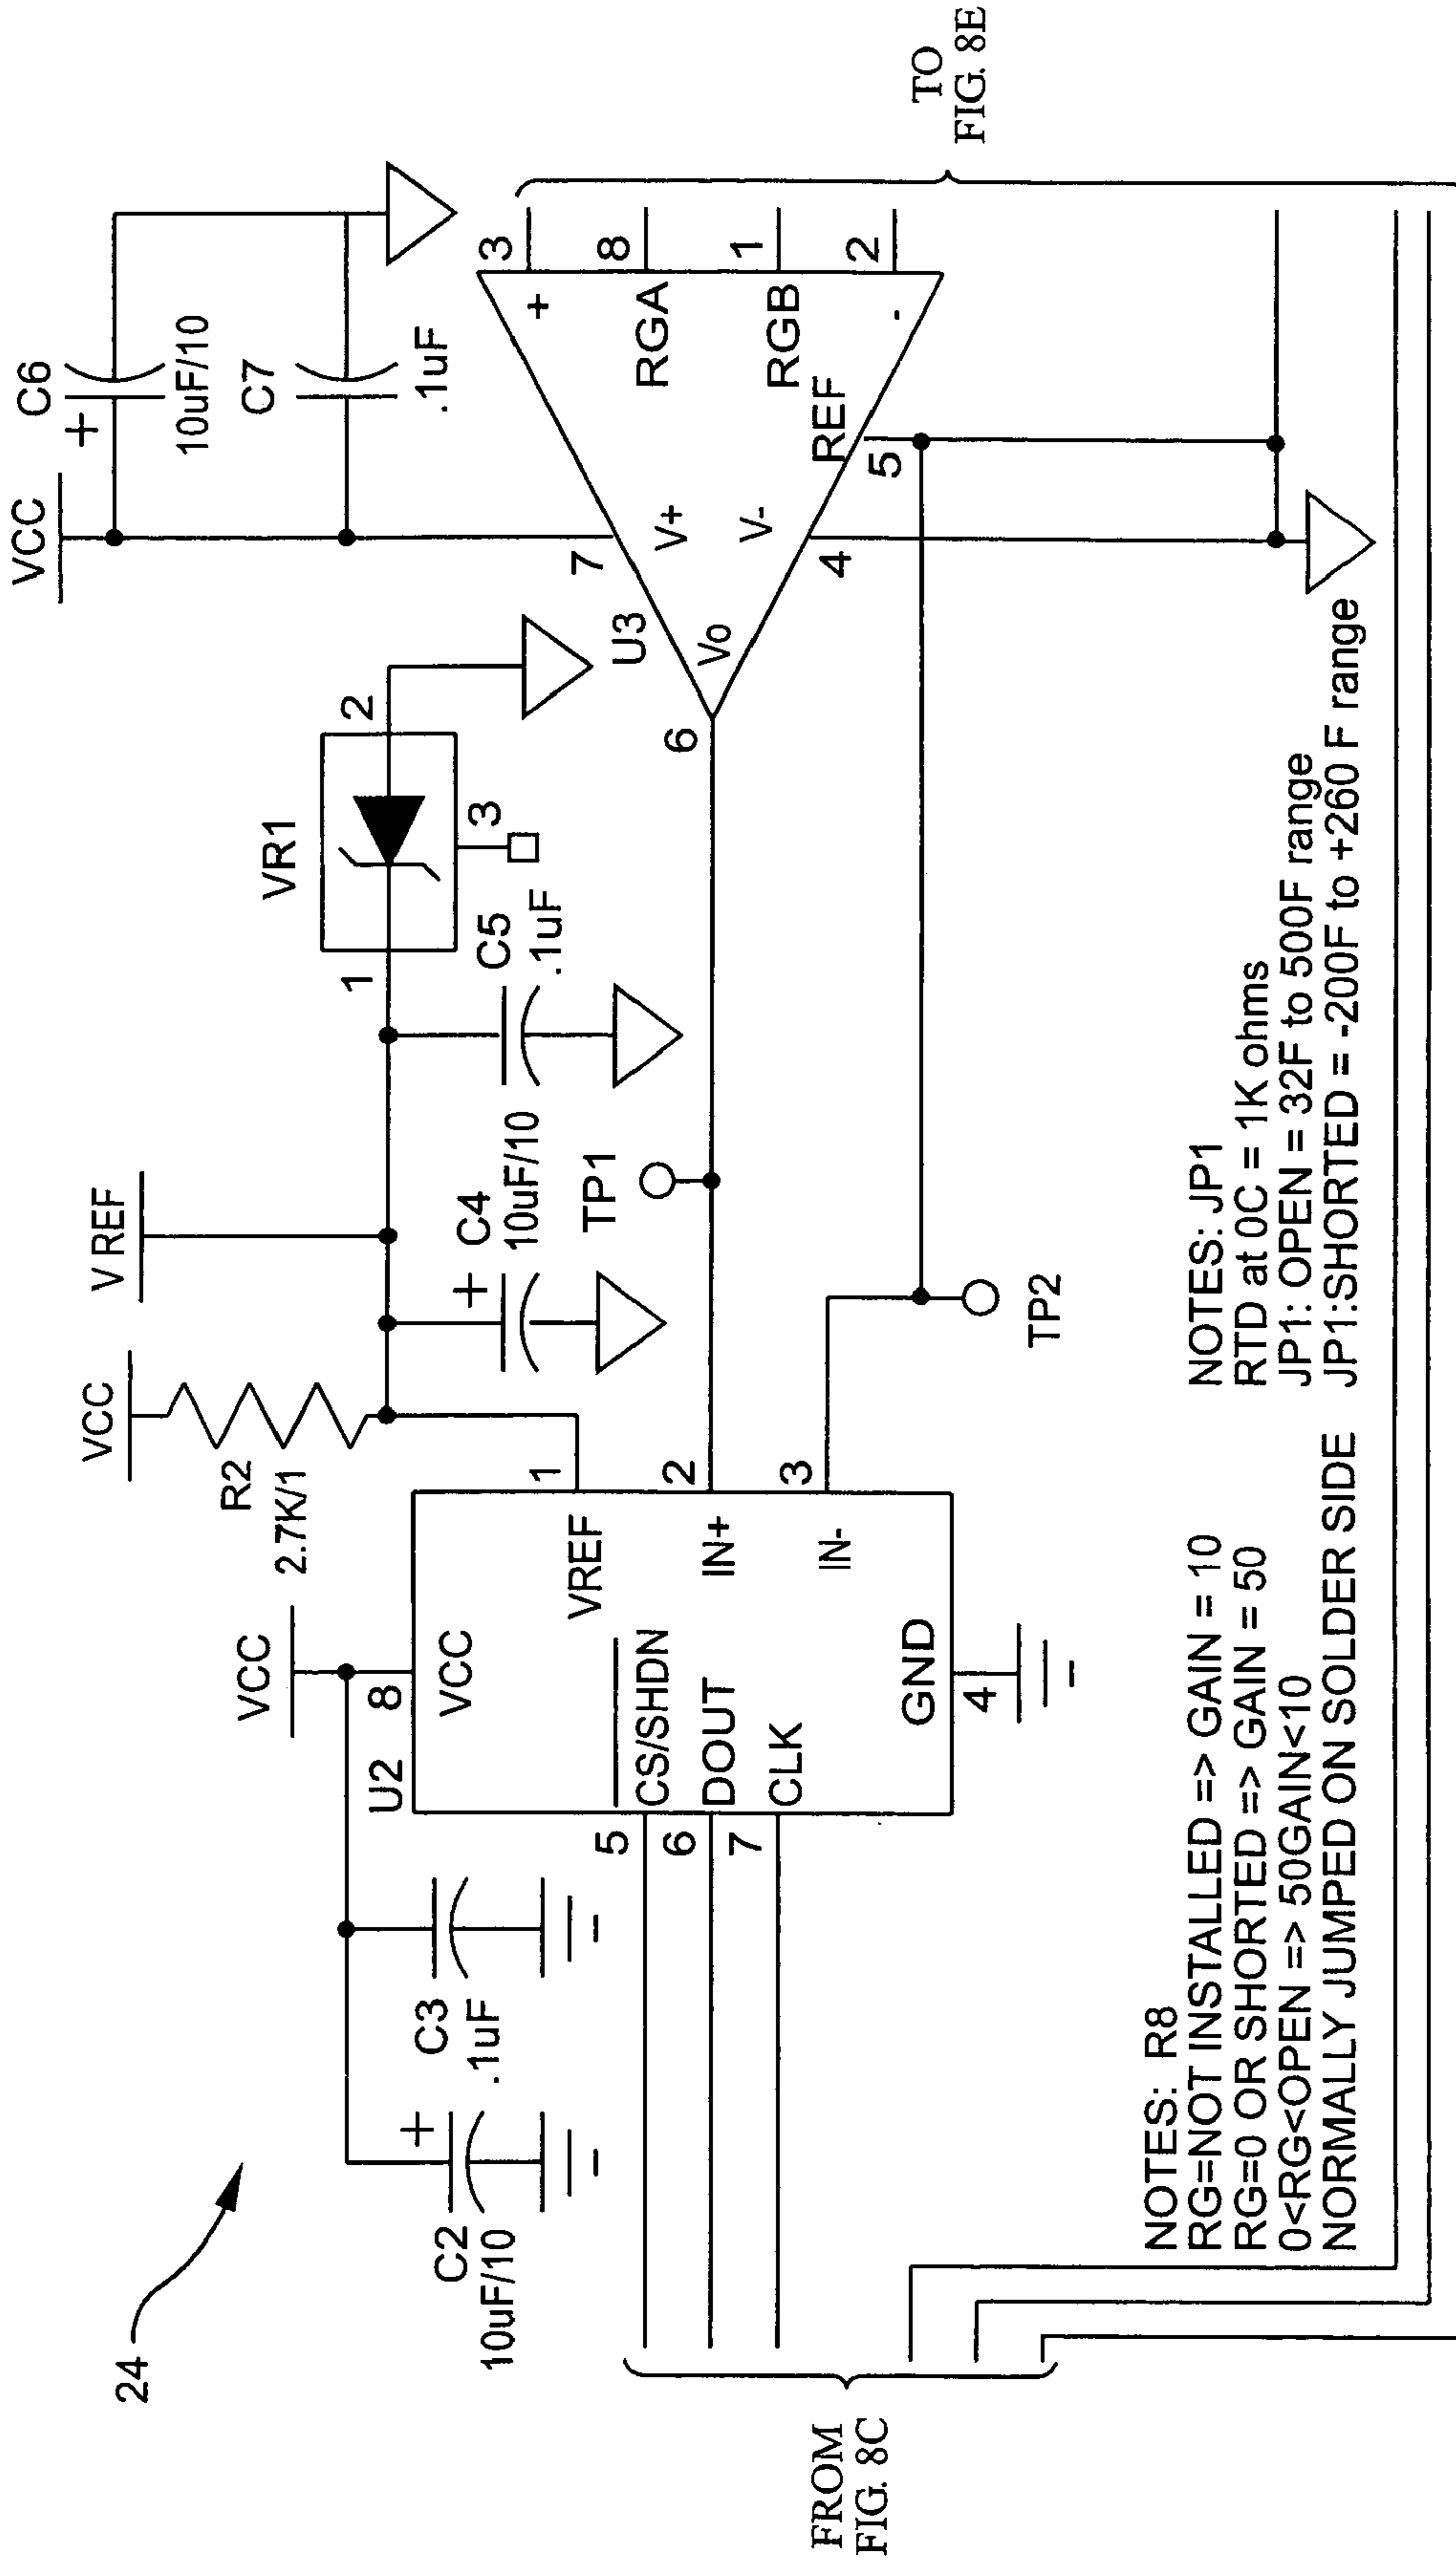 24
VCC
VCC
V REF
VCC
C6
+
10uF/10
C7
.1uF
R2
2.7K/1
VR1
1
2
3
C2
+
10uF/10
C3
.1uF
C4
+
10uF/10
C5
.1uF
U2
8
VCC
1
VREF
5
CS/SHDN
6
DOUT
7
CLK
2
IN+
3
IN-
GND
4
TP1
TP2
U3
7
V+
V-
4
Vo
6
REF
5
+
3
RGA
8
RGB
1
-
2
FROM
FIG. 8C
TO
FIG. 8E
NOTES: R8
RG=NOT INSTALLED => GAIN = 10
RG=0 OR SHORTED => GAIN = 50
0<RG<OPEN => 50GAIN<10
NORMALLY JUMPED ON SOLDER SIDE
NOTES: JP1
RTD at 0C = 1K ohms
JP1: OPEN = 32F to 500F range
JP1:SHORTED = -200F to +260 F range